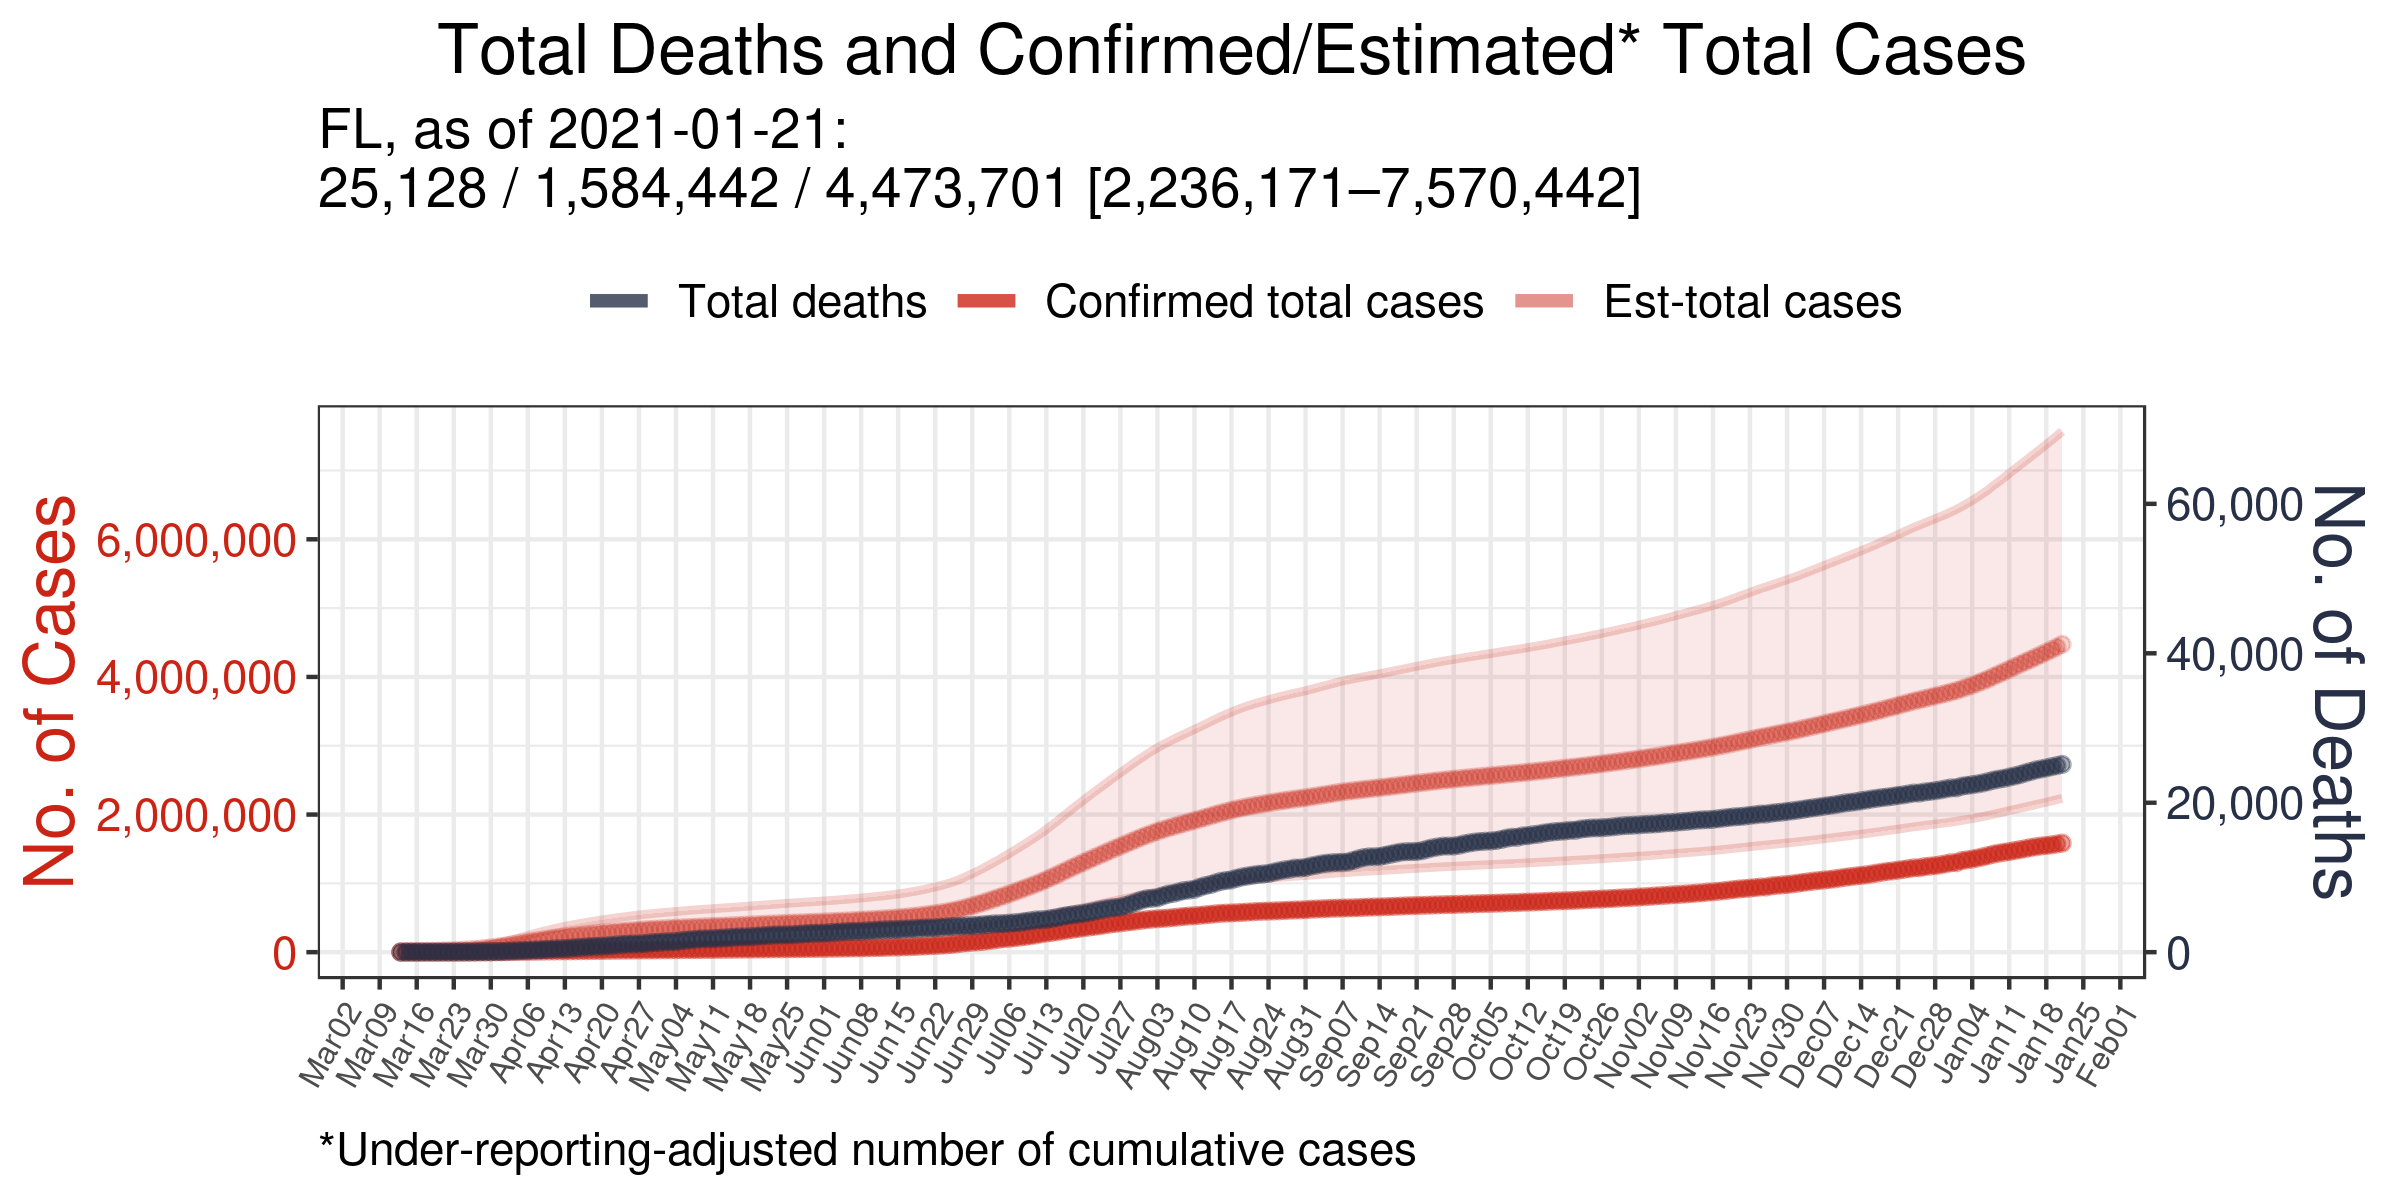 Total Deaths and Confirmed/Estimated* Total Cases
FL, as of 2021-01-21:
25,128 / 1,584,442 / 4,473,701 [2,236,171–7,570,442]
Total deaths
Confirmed total cases
Est-total cases
No. of Cases
6,000,000
4,000,000
2,000,000
0
60,000
40,000
20,000
0
No. of Deaths
Mar02
Mar09
Mar16
Mar23
Mar30
Apr06
Apr13
Apr20
Apr27
May04
May11
May18
May25
Jun01
Jun08
Jun15
Jun22
Jun29
Jul06
Jul13
Jul20
Jul27
Aug03
Aug10
Aug17
Aug24
Aug31
Sep07
Sep14
Sep21
Sep28
Oct05
Oct12
Oct19
Oct26
Nov02
Nov09
Nov16
Nov23
Nov30
Dec07
Dec14
Dec21
Dec28
Jan04
Jan11
Jan18
Jan25
Feb01
*Under-reporting-adjusted number of cumulative cases